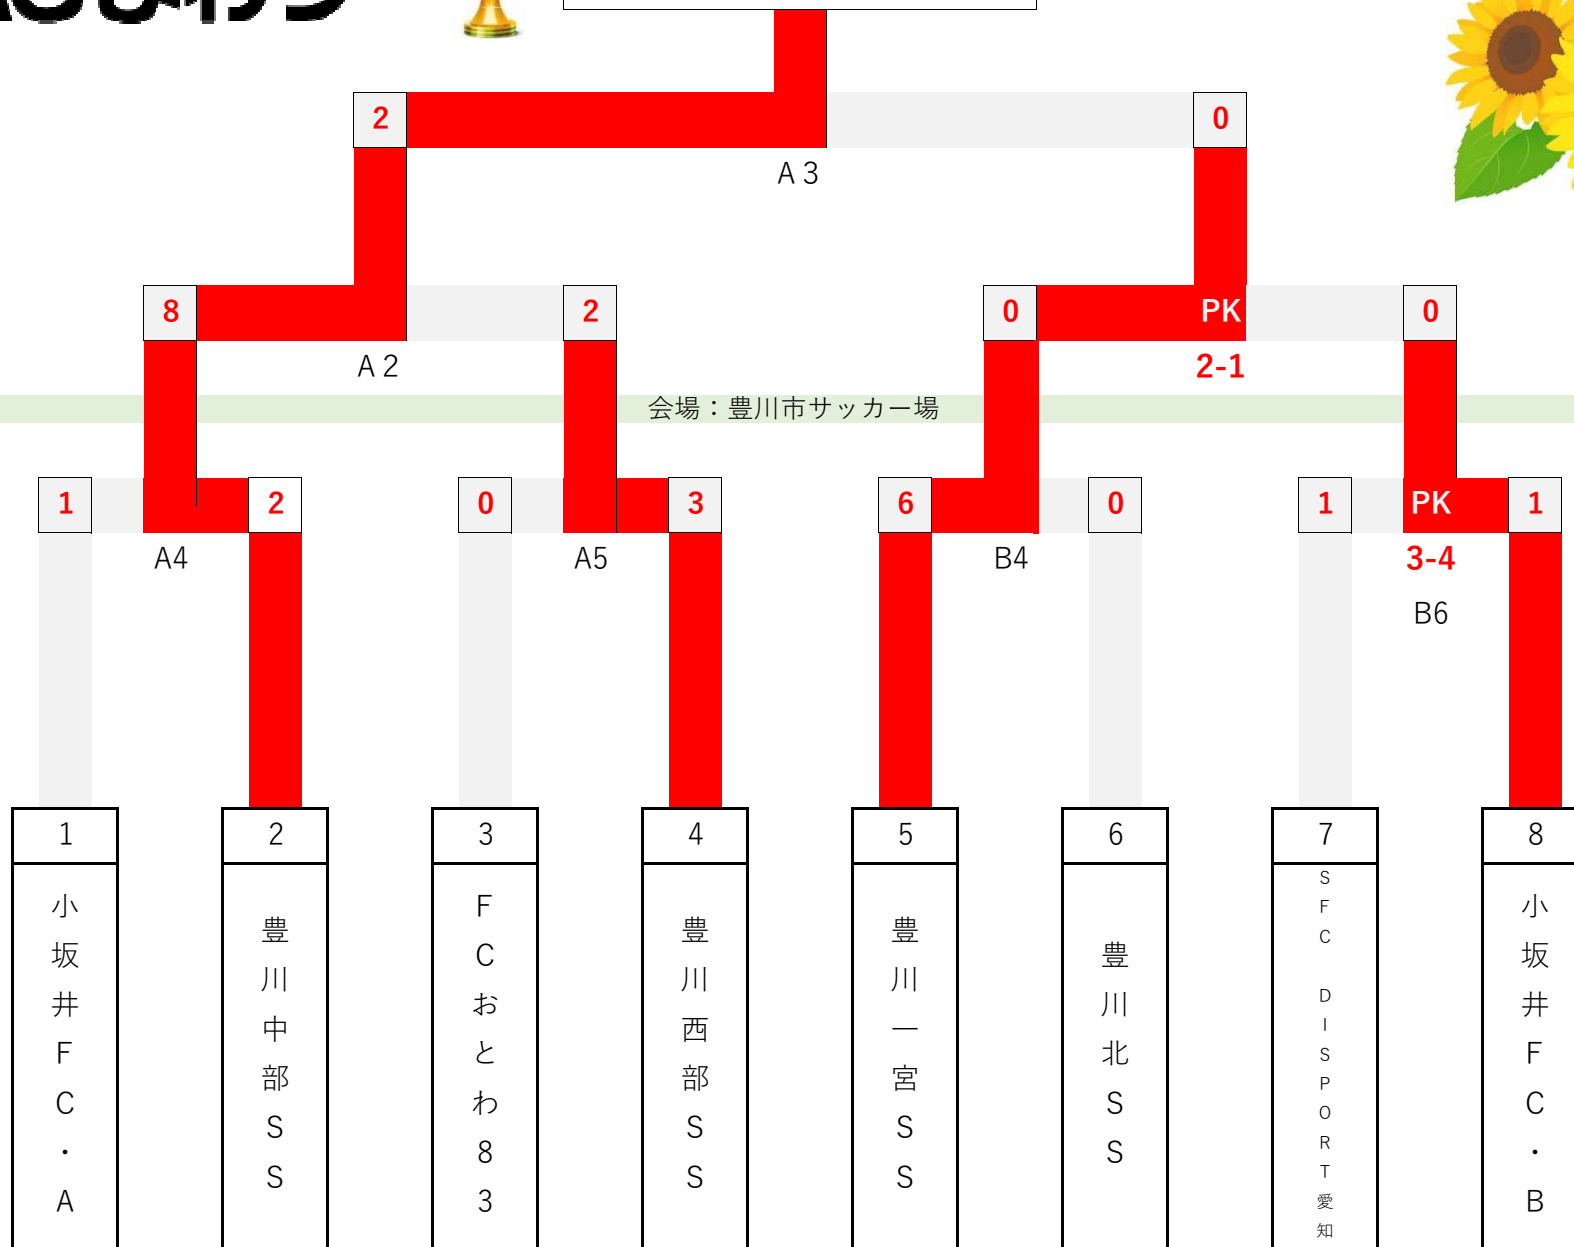 2 0
A 3
8 2 0 PK 0
A 2 2-1
会場：豊川市サッカー場
1 2 0 3 6 0 1 PK 1
A4 A5 B4 3-4
B6
1 2 3 4 5 6 7 8
小坂井FC・A
豊川中部SS
FCおとわ83
豊川西部SS
豊川一宮SS
豊川北SS
SFC DISPORT愛知
小坂井FC・B